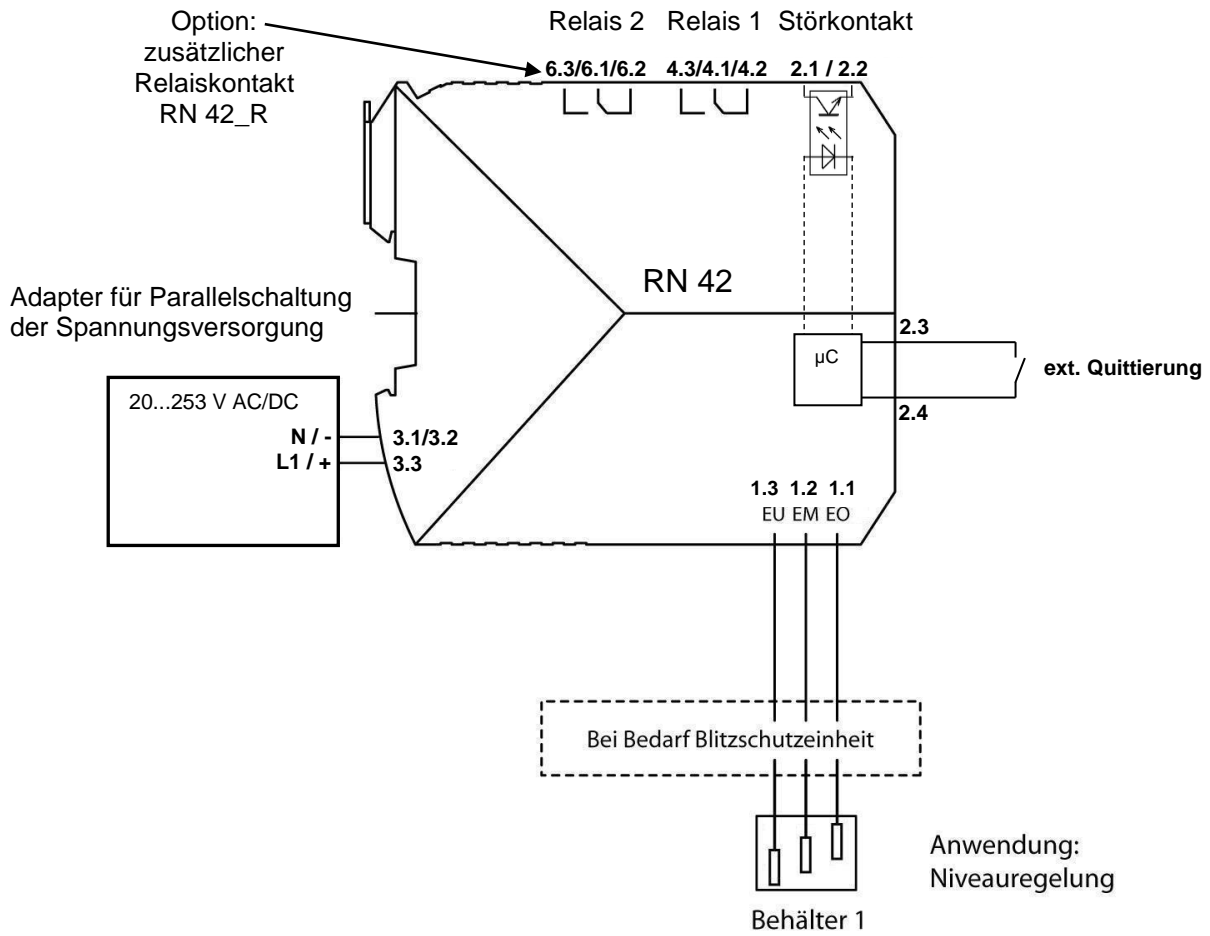 Option:
zusätzlicher
Relaiskontakt
RN 42_R
Relais 2 Relais 1 Störkontakt
6.3/6.1/6.2 4.3/4.1/4.2 2.1 / 2.2
RN 42
Adapter für Parallelschaltung
der Spannungsversorgung
2.3
µC
ext. Quittierung
2.4
20...253 V AC/DC
N / - 3.1/3.2
L1 / + 3.3
1.3 1.2 1.1
EU EM EO
Bei Bedarf Blitzschutzeinheit
Anwendung:
Niveauregelung
Behälter 1